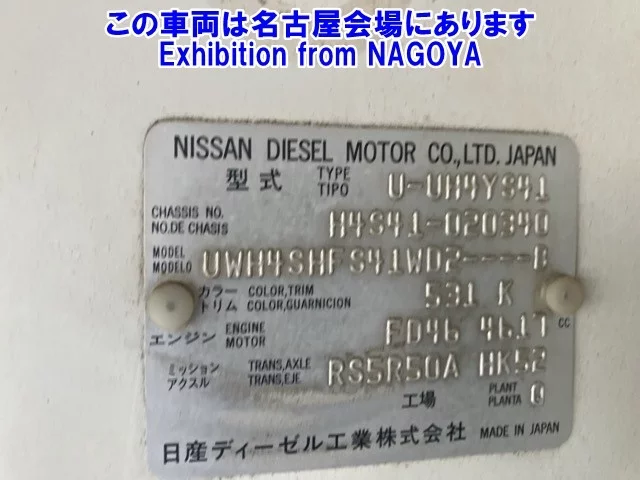 この車両は名古屋会場にあります
Exhibition from NAGOYA
NISSAN DIESEL MOTOR CO.,LTD. JAPAN
型式 TYPE TIPO U-UH4YS41
CHASSIS NO. NO.DE CHASIS H4S41-020340
MODEL MODELO UWH4SHFS41WD2----B
カラー トリム COLOR,TRIM COLOR,GUARNICION 531 K
エンジン ENGINE MOTOR FD46 4617 cc
ミッション アクスル TRANS,AXLE TRANS,EJE RS5R50A HK52
工場 PLANT PLANTA Q
日産ディーゼル工業株式会社 MADE IN JAPAN